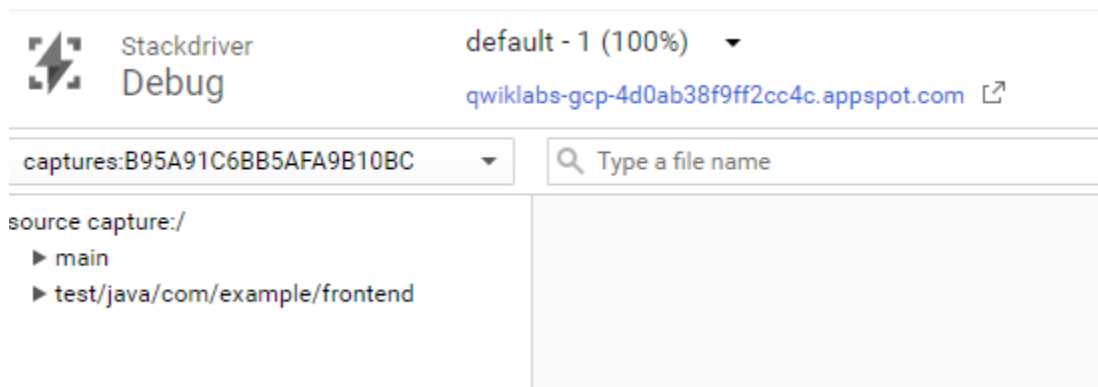 Stackdriver
Debug
default - 1 (100%)
qwiklabs-gcp-4d0ab38f9ff2cc4c.appspot.com
captures:B95A91C6BB5AFA9B10BC
Type a file name
source capture:/
main
test/java/com/example/frontend